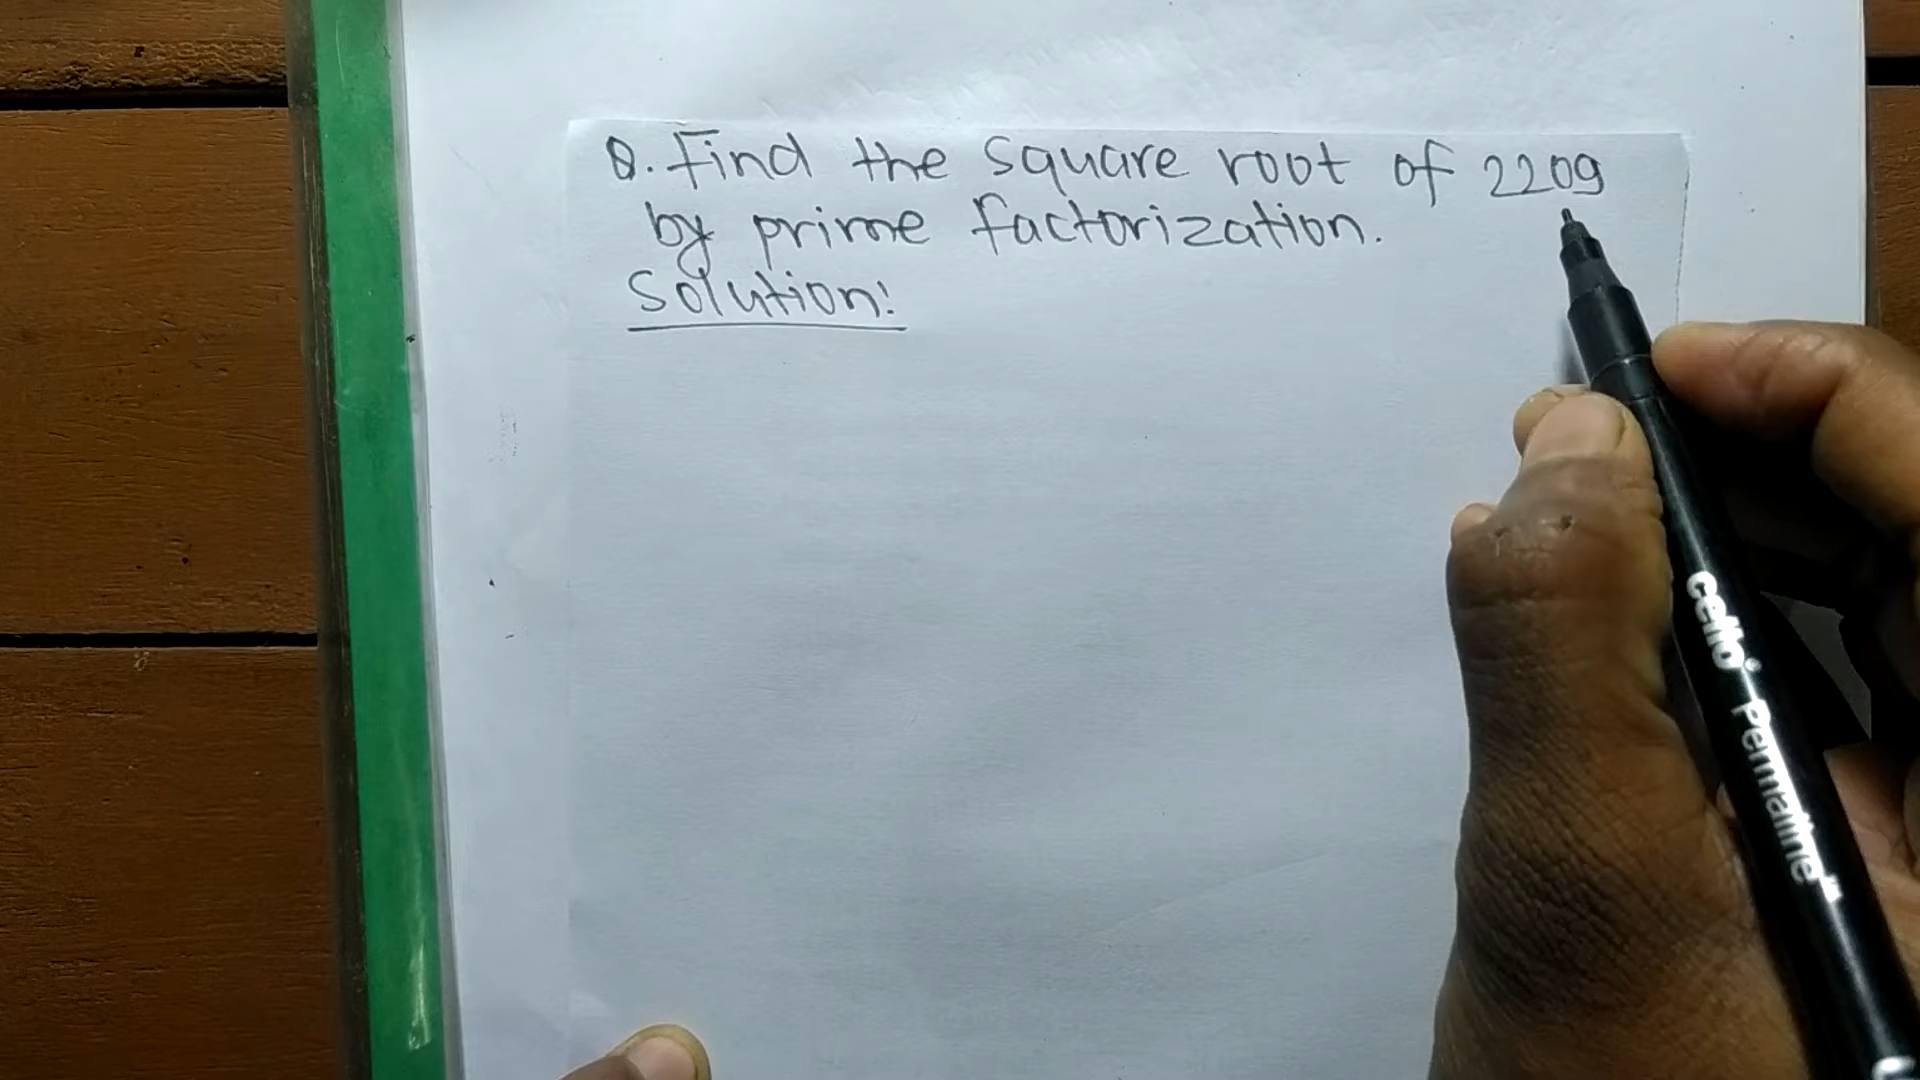 Q. Find the square root of 2209
by prime factorization.
Solution:
cello Permaline